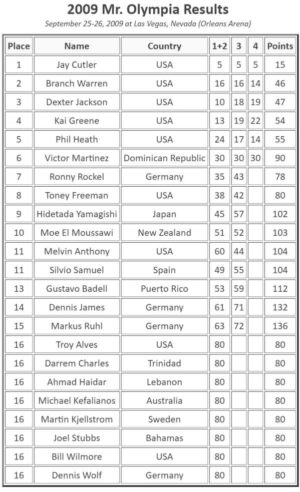 2009 Mr. Olympia Results
September 25-26, 2009 at Las Vegas, Nevada (Orleans Arena)
Place Name Country 1+2 3 4 Points
1 Jay Cutler USA 5 5 5 15
2 Branch Warren USA 16 16 14 46
3 Dexter Jackson USA 10 18 19 47
4 Kai Greene USA 13 19 22 54
5 Phil Heath USA 24 17 14 55
6 Victor Martinez Dominican Republic 30 30 30 90
7 Ronny Rockel Germany 35 43 78
8 Toney Freeman USA 38 42 80
9 Hidetada Yamagishi Japan 45 57 102
10 Moe El Moussawi New Zealand 51 52 103
11 Melvin Anthony USA 60 44 104
11 Silvio Samuel Spain 49 55 104
13 Gustavo Badell Puerto Rico 53 59 112
14 Dennis James Germany 61 71 132
15 Markus Ruhl Germany 63 72 136
16 Troy Alves USA 80 80
16 Darrem Charles Trinidad 80 80
16 Ahmad Haidar Lebanon 80 80
16 Michael Kefalianos Australia 80 80
16 Martin Kjellstrom Sweden 80 80
16 Joel Stubbs Bahamas 80 80
16 Bill Wilmore USA 80 80
16 Dennis Wolf Germany 80 80